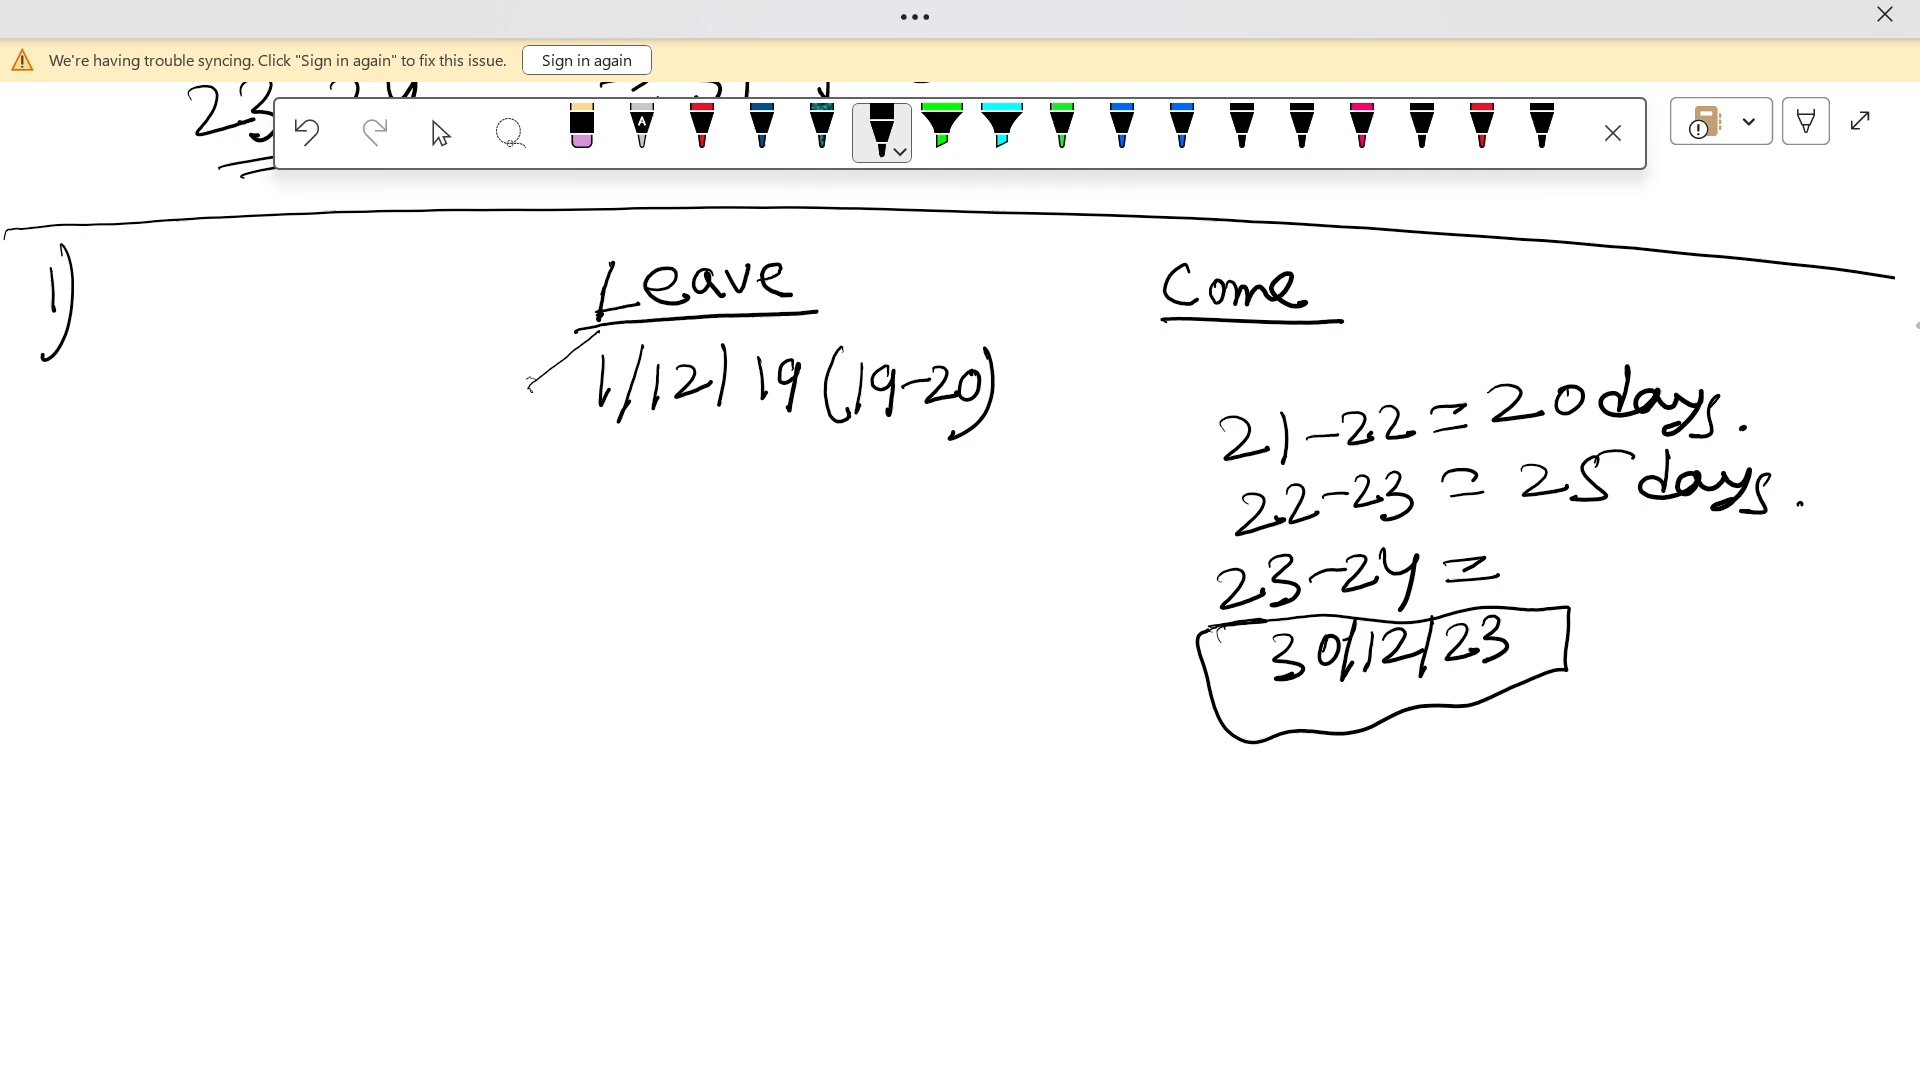 We're having trouble syncing. Click "Sign in again" to fix this issue. Sign in again
23
A
1) Leave Come
1/12/19 (19-20)
21-22 = 20 days.
22-23 = 25 days.
23-24 =
30/12/23